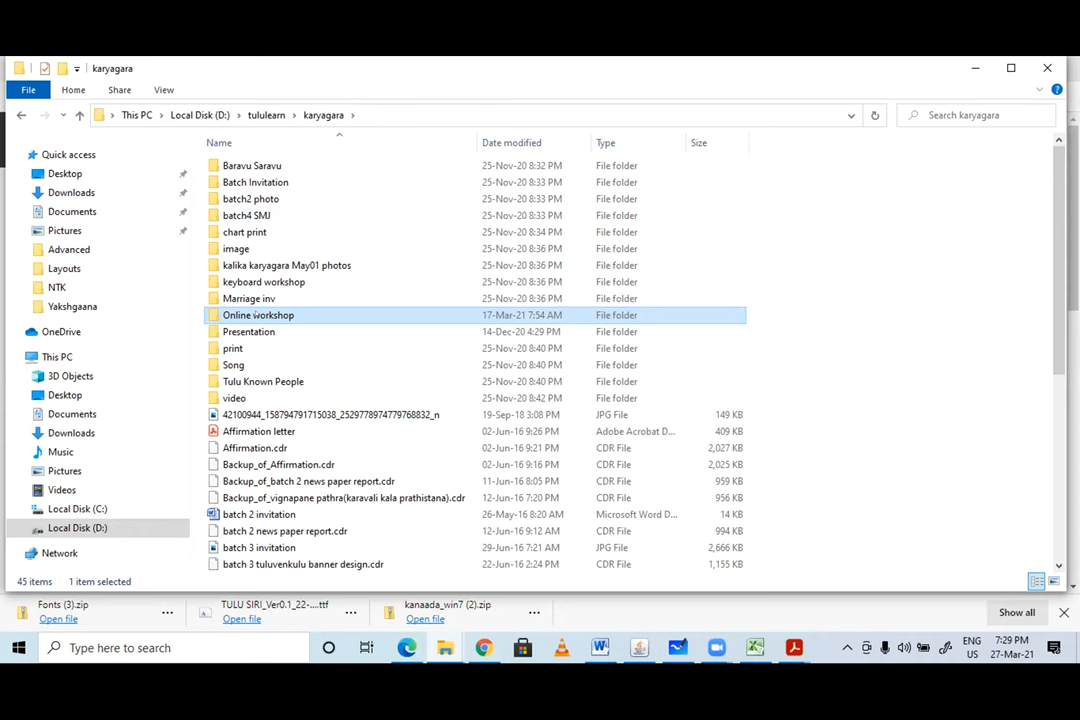 karyagara
File Home Share View
This PC Local Disk (D:) tululearn karyagara Search karyagara
Name Date modified Type Size
Quick access
Desktop
Downloads
Documents
Pictures
Advanced
Layouts
NTK
Yakshgaana
OneDrive
This PC
3D Objects
Desktop
Documents
Downloads
Music
Pictures
Videos
Local Disk (C:)
Local Disk (D:)
Network
Baravu Saravu 25-Nov-20 8:32 PM File folder
Batch Invitation 25-Nov-20 8:33 PM File folder
batch2 photo 25-Nov-20 8:33 PM File folder
batch4 SMJ 25-Nov-20 8:33 PM File folder
chart print 25-Nov-20 8:34 PM File folder
image 25-Nov-20 8:36 PM File folder
kalika karyagara May01 photos 25-Nov-20 8:36 PM File folder
keyboard workshop 25-Nov-20 8:36 PM File folder
Marriage inv 25-Nov-20 8:36 PM File folder
Online workshop 17-Mar-21 7:54 AM File folder
Presentation 14-Dec-20 4:29 PM File folder
print 25-Nov-20 8:40 PM File folder
Song 25-Nov-20 8:40 PM File folder
Tulu Known People 25-Nov-20 8:40 PM File folder
video 25-Nov-20 8:42 PM File folder
42100944_158794791715038_2529778974779768832_n 19-Sep-18 3:08 PM JPG File 149 KB
Affirmation letter 02-Jun-16 9:26 PM Adobe Acrobat D... 409 KB
Affirmation.cdr 02-Jun-16 9:21 PM CDR File 2,027 KB
Backup_of_Affirmation.cdr 02-Jun-16 9:16 PM CDR File 2,025 KB
Backup_of_batch 2 news paper report.cdr 11-Jun-16 8:05 PM CDR File 959 KB
Backup_of_vignapane pathra(karavali kala prathistana).cdr 12-Jun-16 7:20 PM CDR File 956 KB
batch 2 invitation 26-May-16 8:20 AM Microsoft Word D... 14 KB
batch 2 news paper report.cdr 12-Jun-16 9:12 AM CDR File 994 KB
batch 3 invitation 29-Jun-16 7:21 AM JPG File 2,666 KB
batch 3 tuluvenkulu banner design.cdr 22-Jun-16 2:24 PM CDR File 1,155 KB
45 items 1 item selected
Fonts (3).zip
Open file
TULU SIRI_Ver0.1_22-....ttf
Open file
kanaada_win7 (2).zip
Open file
Show all
Type here to search
ENG
US
7:29 PM
27-Mar-21